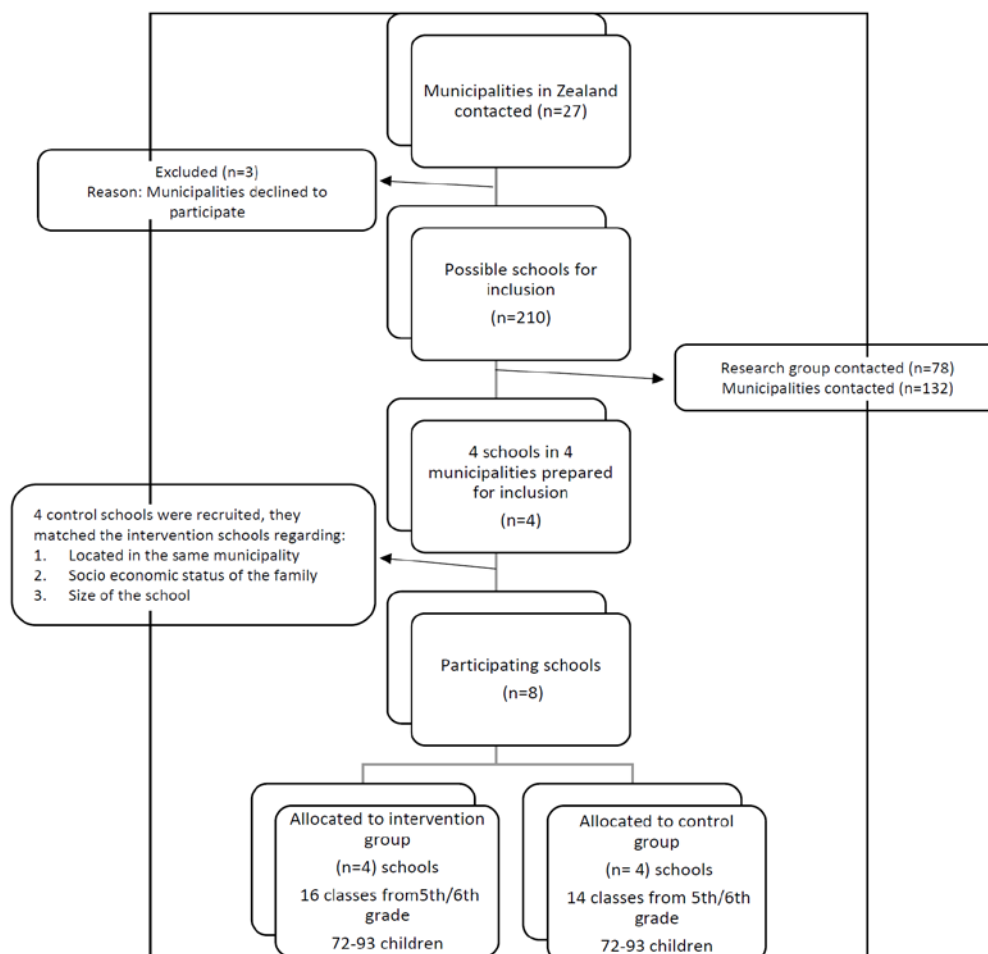 Municipalities in Zealand
contacted (n=27)
Excluded (n=3)
Reason: Municipalities declined to
participate
Possible schools for
inclusion
(n=210)
Research group contacted (n=78)
Municipalities contacted (n=132)
4 schools in 4
municipalities prepared
for inclusion
(n=4)
4 control schools were recruited, they
matched the intervention schools regarding:
1. Located in the same municipality
2. Socio economic status of the family
3. Size of the school
Participating schools
(n=8)
Allocated to intervention
group
(n=4) schools
16 classes from5th/6th
grade
72-93 children
Allocated to control
group
(n= 4) schools
14 classes from 5th/6th
grade
72-93 children